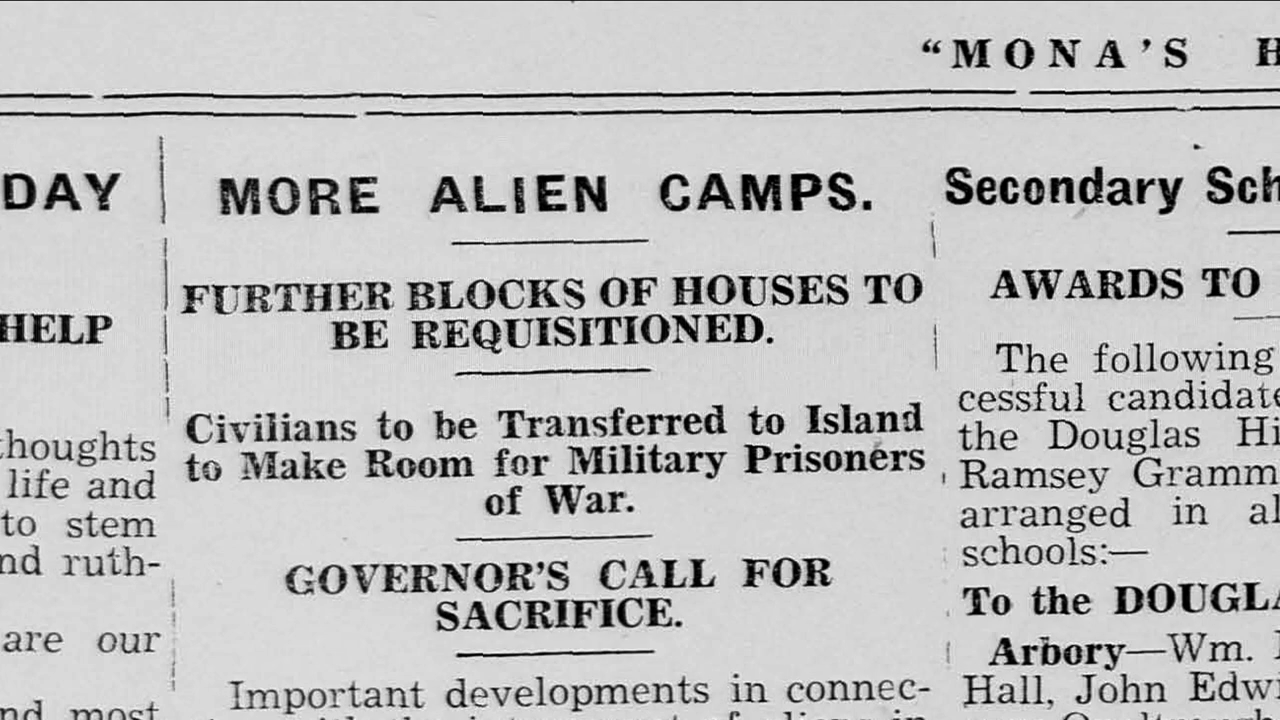 "MONA'S H
DAY
HELP
thoughts
life and
to stem
nd ruth-
are our
nd most
MORE ALIEN CAMPS.
FURTHER BLOCKS OF HOUSES TO
BE REQUISITIONED.
Civilians to be Transferred to Island
to Make Room for Military Prisoners
of War.
GOVERNOR'S CALL FOR
SACRIFICE.
Important developments in connec-
Secondary Sch
AWARDS TO
The following
cessful candidate
the Douglas Hi
Ramsey Gramm
arranged in al
schools:—
To the DOUGLA
Arbory—Wm.
Hall, John Edwi